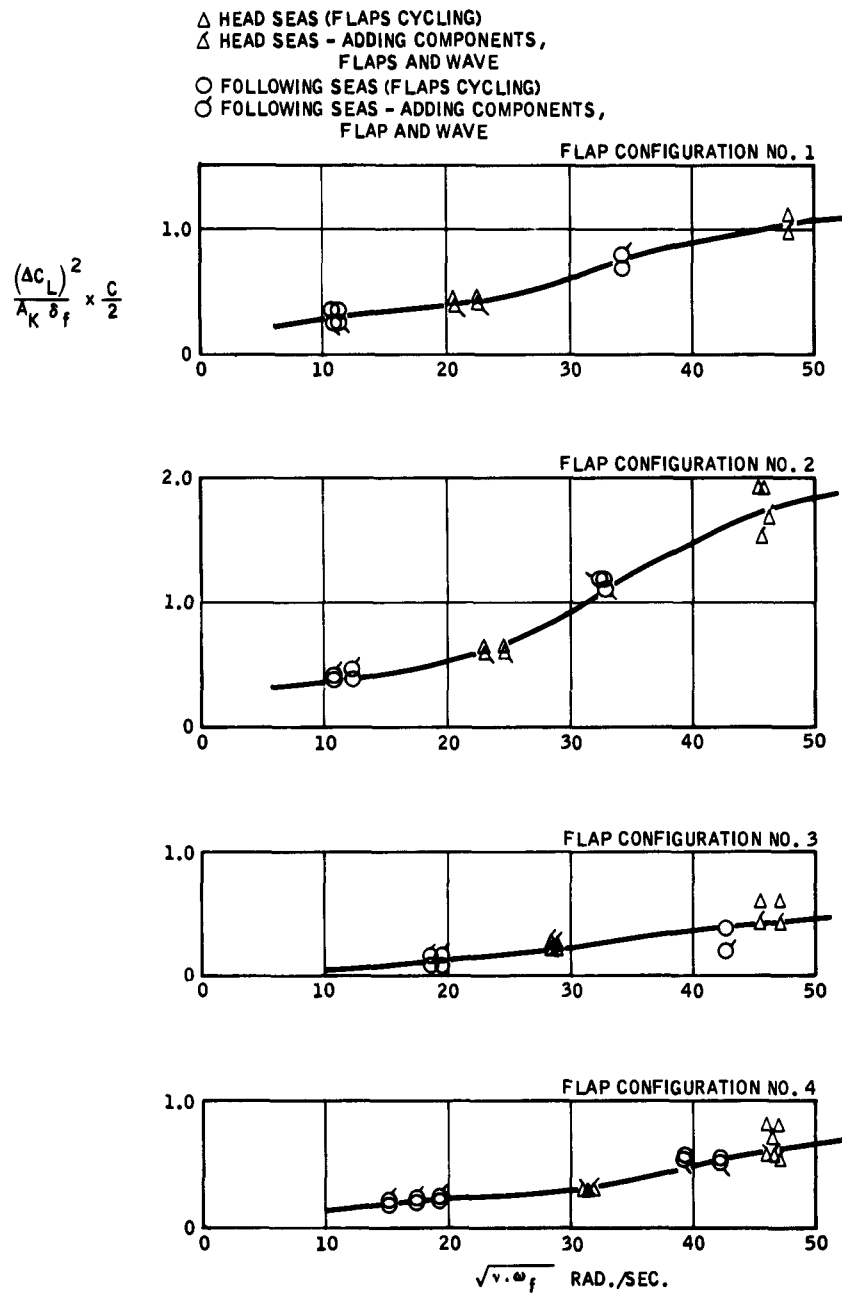 △ HEAD SEAS (FLAPS CYCLING)
△ HEAD SEAS - ADDING COMPONENTS,
FLAPS AND WAVE
○ FOLLOWING SEAS (FLAPS CYCLING)
○ FOLLOWING SEAS - ADDING COMPONENTS,
FLAP AND WAVE
FLAP CONFIGURATION NO. 1
1.0
(ΔC_L)^2 / A_K δ_f × C/2
0
0 10 20 30 40 50
FLAP CONFIGURATION NO. 2
2.0
1.0
0
0 10 20 30 40 50
FLAP CONFIGURATION NO. 3
1.0
0
0 10 20 30 40 50
FLAP CONFIGURATION NO. 4
1.0
0
0 10 20 30 40 50
√ν·ω_f RAD./SEC.